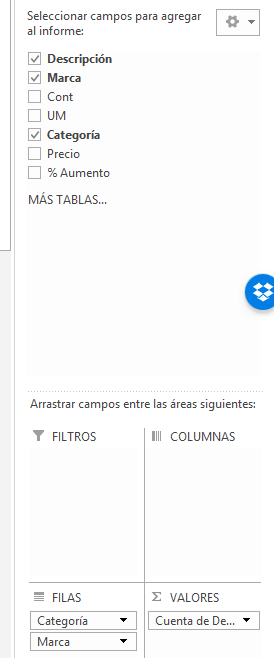 Seleccionar campos para agregar
al informe:
Descripción
Marca
Cont
UM
Categoría
Precio
% Aumento
MÁS TABLAS...
Arrastrar campos entre las áreas siguientes:
FILTROS
COLUMNAS
FILAS
Σ VALORES
Categoría
Cuenta de De...
Marca